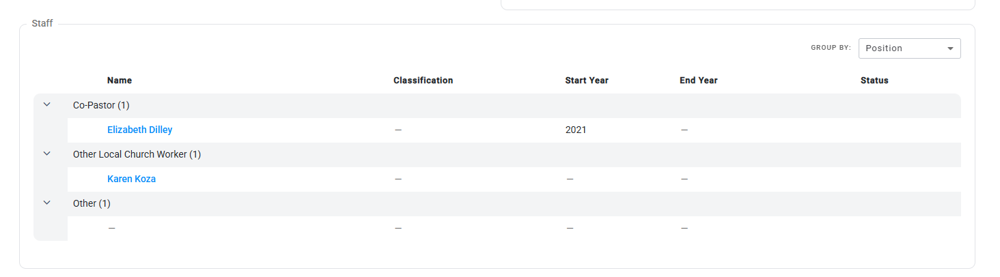 Staff
GROUP BY: Position
Name Classification Start Year End Year Status
Co-Pastor (1)
Elizabeth Dilley — 2021 —
Other Local Church Worker (1)
Karen Koza — — —
Other (1)
— — — —